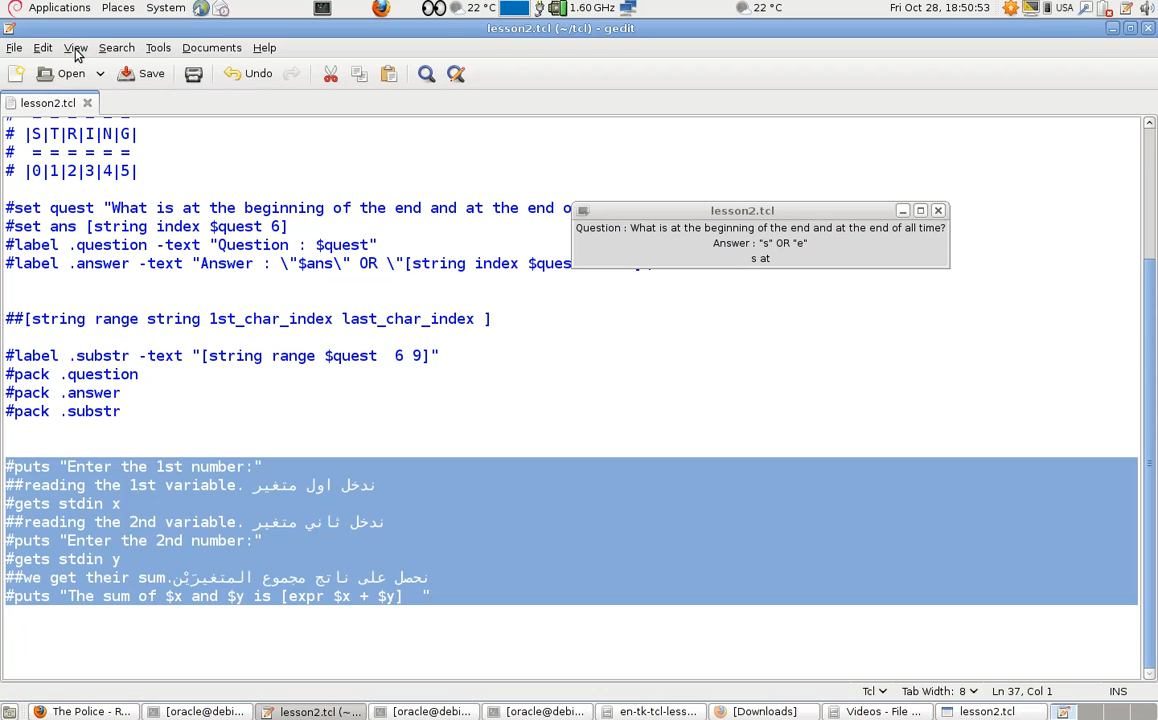 Applications Places System 22 °C 1.60 GHz 22 °C Fri Oct 28, 18:50:53 USA
lesson2.tcl (~/tcl) - gedit
File Edit View Search Tools Documents Help
Open Save Undo
lesson2.tcl
# = = = = = =
# |S|T|R|I|N|G|
# = = = = = =
# |0|1|2|3|4|5|
#set quest "What is at the beginning of the end and at the end o
#set ans [string index $quest 6]
#label .question -text "Question : $quest"
#label .answer -text "Answer : \"$ans\" OR \"[string index $ques
lesson2.tcl
Question : What is at the beginning of the end and at the end of all time?
Answer : "s" OR "e"
s at
##[string range string 1st_char_index last_char_index ]
#label .substr -text "[string range $quest  6 9]"
#pack .question
#pack .answer
#pack .substr
#puts "Enter the 1st number:"
##reading the 1st variable. ندخل اول متغير
#gets stdin x
##reading the 2nd variable. ندخل ثاني متغير
#puts "Enter the 2nd number:"
#gets stdin y
##we get their sum.نحصل على ناتج مجموع المتغيرَيْن
#puts "The sum of $x and $y is [expr $x + $y]  "
Tcl Tab Width: 8 Ln 37, Col 1 INS
The Police - R... [oracle@debi... lesson2.tcl (~... [oracle@debi... [oracle@debi... en-tk-tcl-less... [Downloads] Videos - File ... lesson2.tcl